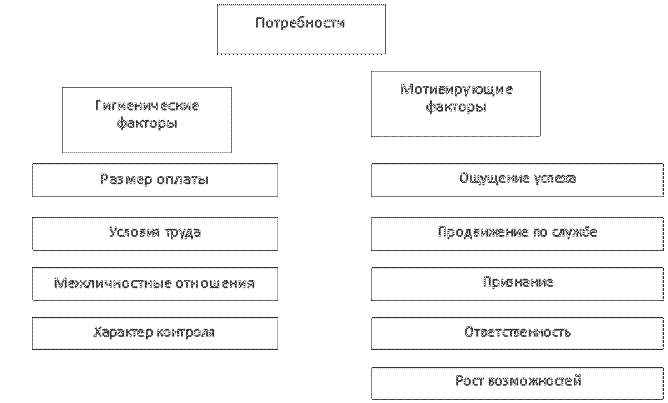 Потребности
Гигиенические
факторы
Размер оплаты
Условия труда
Межличностные отношения
Характер контроля
Мотивирующие
факторы
Ощущение успеха
Продвижение по службе
Признание
Ответственность
Рост возможностей